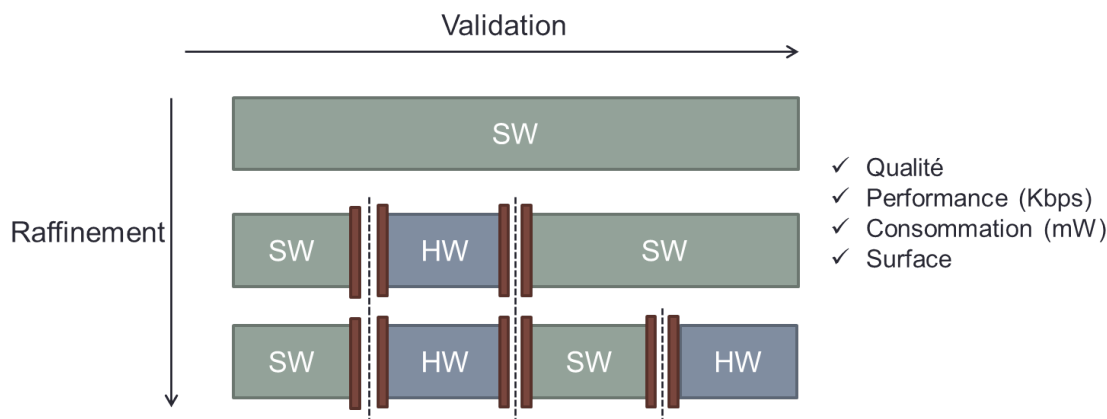 Validation
SW
Raffinement
SW HW SW
SW HW SW HW
✓ Qualité
✓ Performance (Kbps)
✓ Consommation (mW)
✓ Surface